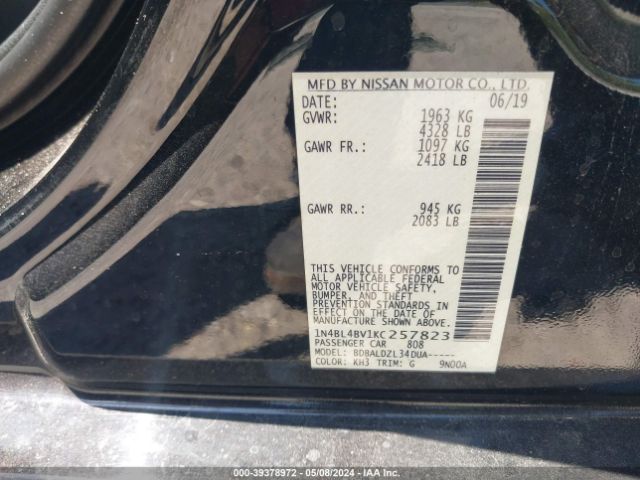 MFD BY NISSAN MOTOR CO., LTD.
DATE: 06/19
GVWR: 1963 KG
4328 LB
GAWR FR.: 1097 KG
2418 LB
GAWR RR.: 945 KG
2083 LB
THIS VEHICLE CONFORMS TO
ALL APPLICABLE FEDERAL
MOTOR VEHICLE SAFETY,
BUMPER, AND THEFT
PREVENTION STANDARDS IN
EFFECT ON THE DATE OF
MANUFACTURE SHOWN ABOVE.
1N4BL4BV1KC257823
PASSENGER CAR 808
MODEL: BDBALDZL34DUA-----
COLOR: KH3 TRIM: G 9N00A
000-39378972 - 05/08/2024 - IAA Inc.